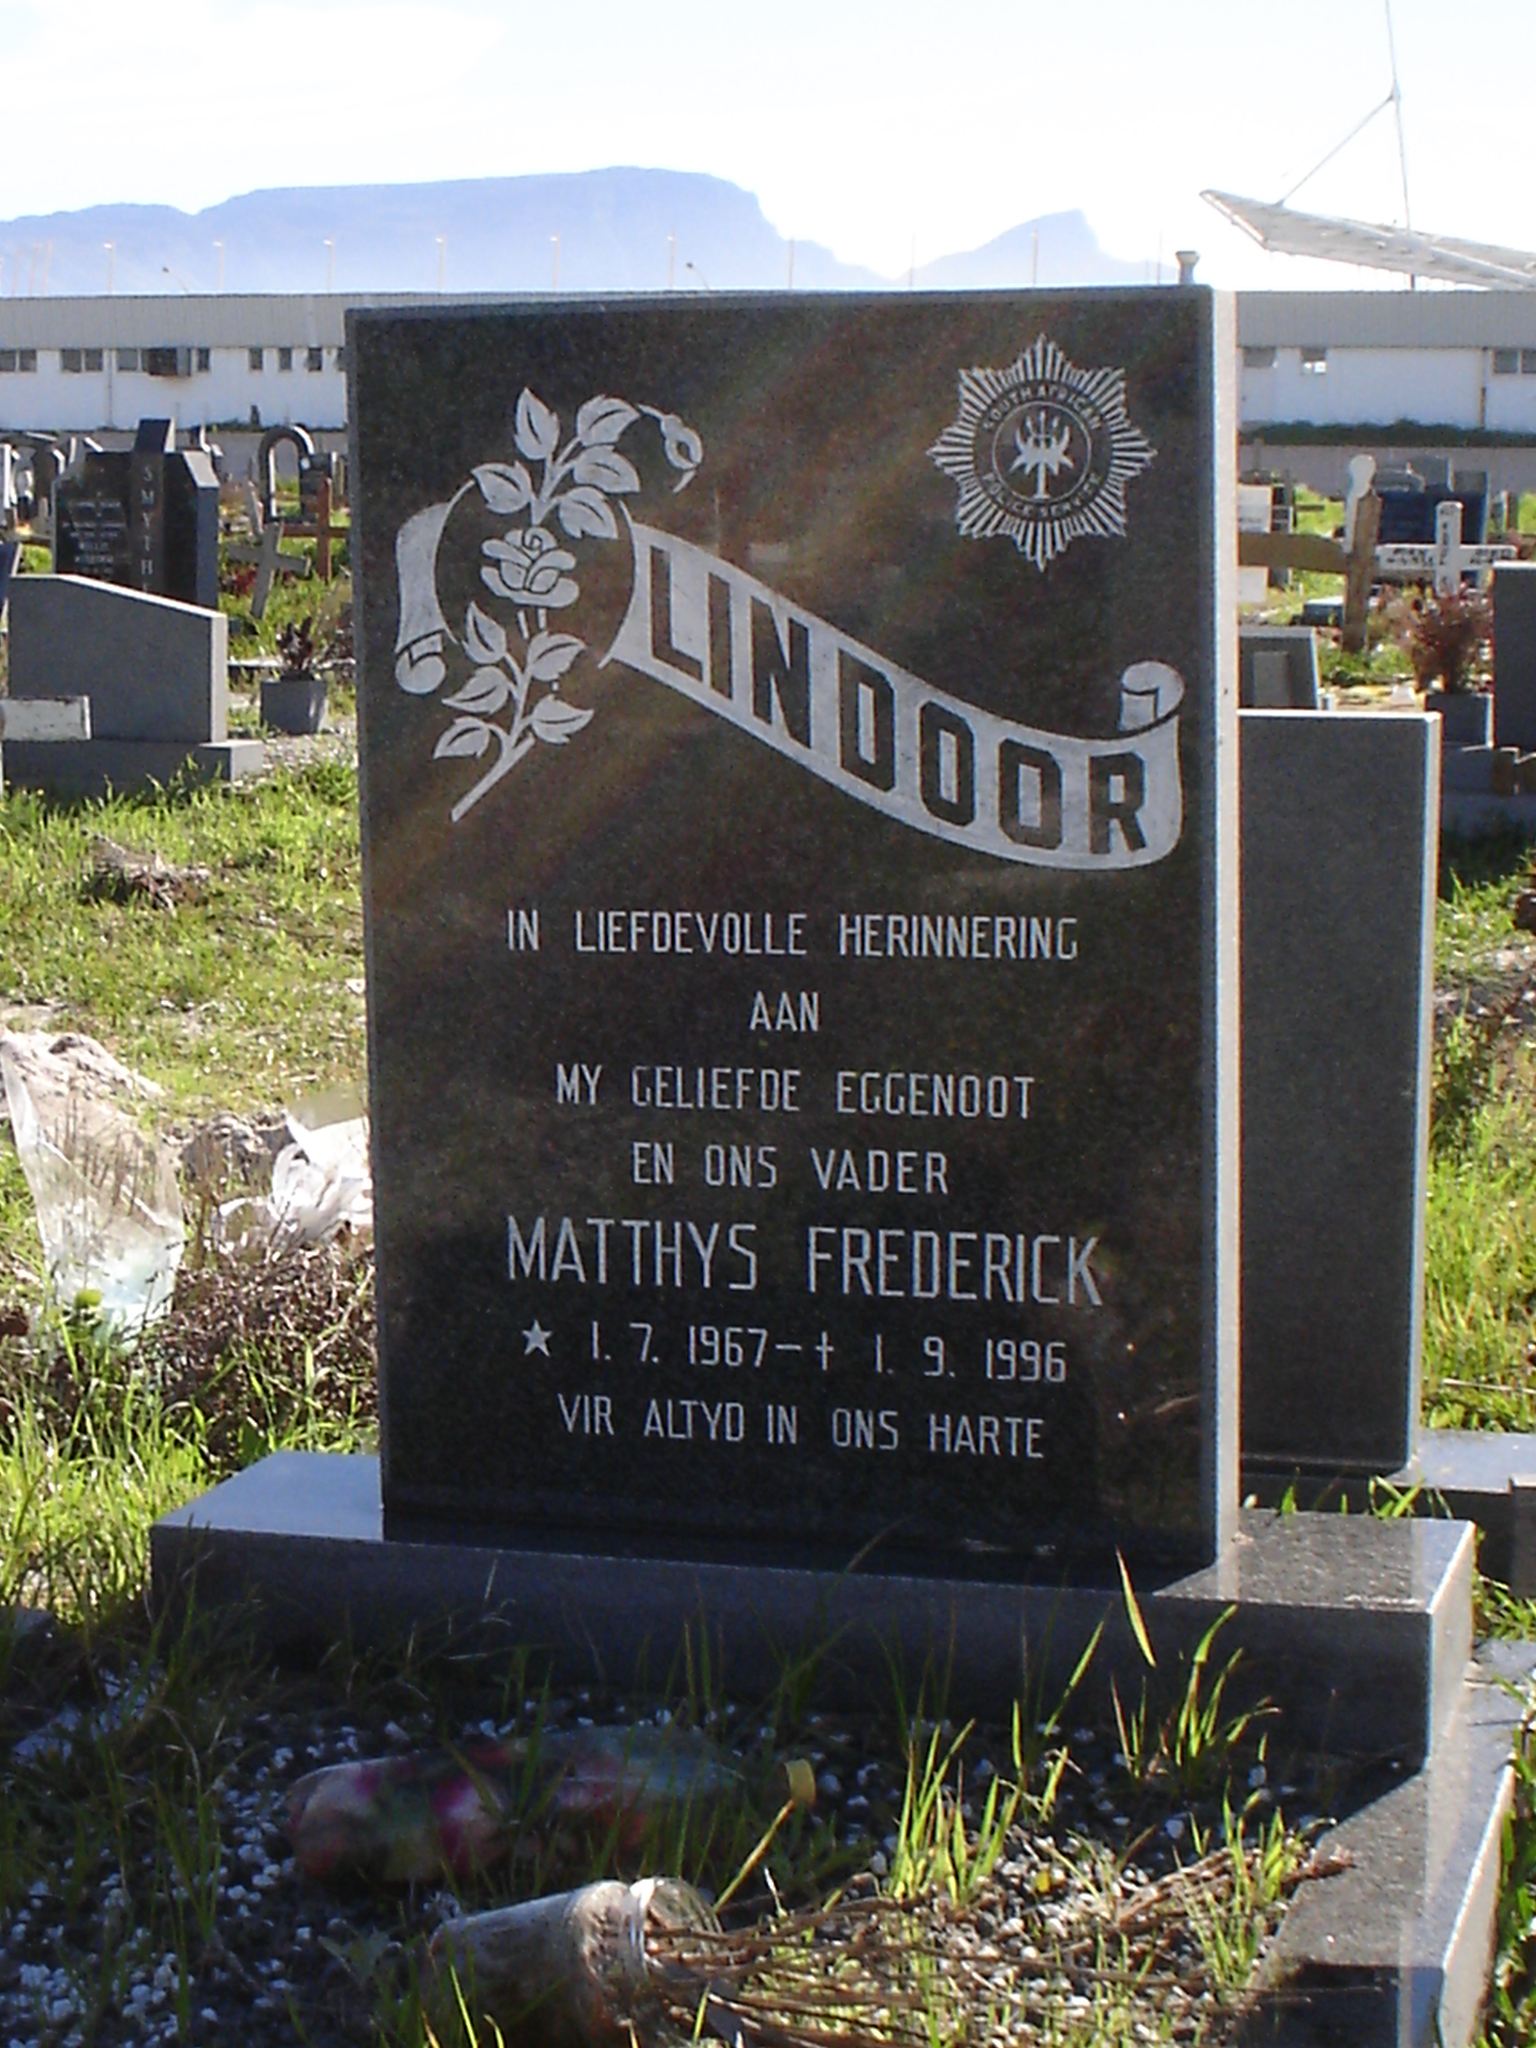 SOUTH AFRICAN
POLICE SERVICE
LINDOOR
IN LIEFDEVOLLE HERINNERING
AAN
MY GELIEFDE EGGENOOT
EN ONS VADER
MATTHYS FREDERICK
★ 1. 7. 1967 — † 1. 9. 1996
VIR ALTYD IN ONS HARTE
SMYTH